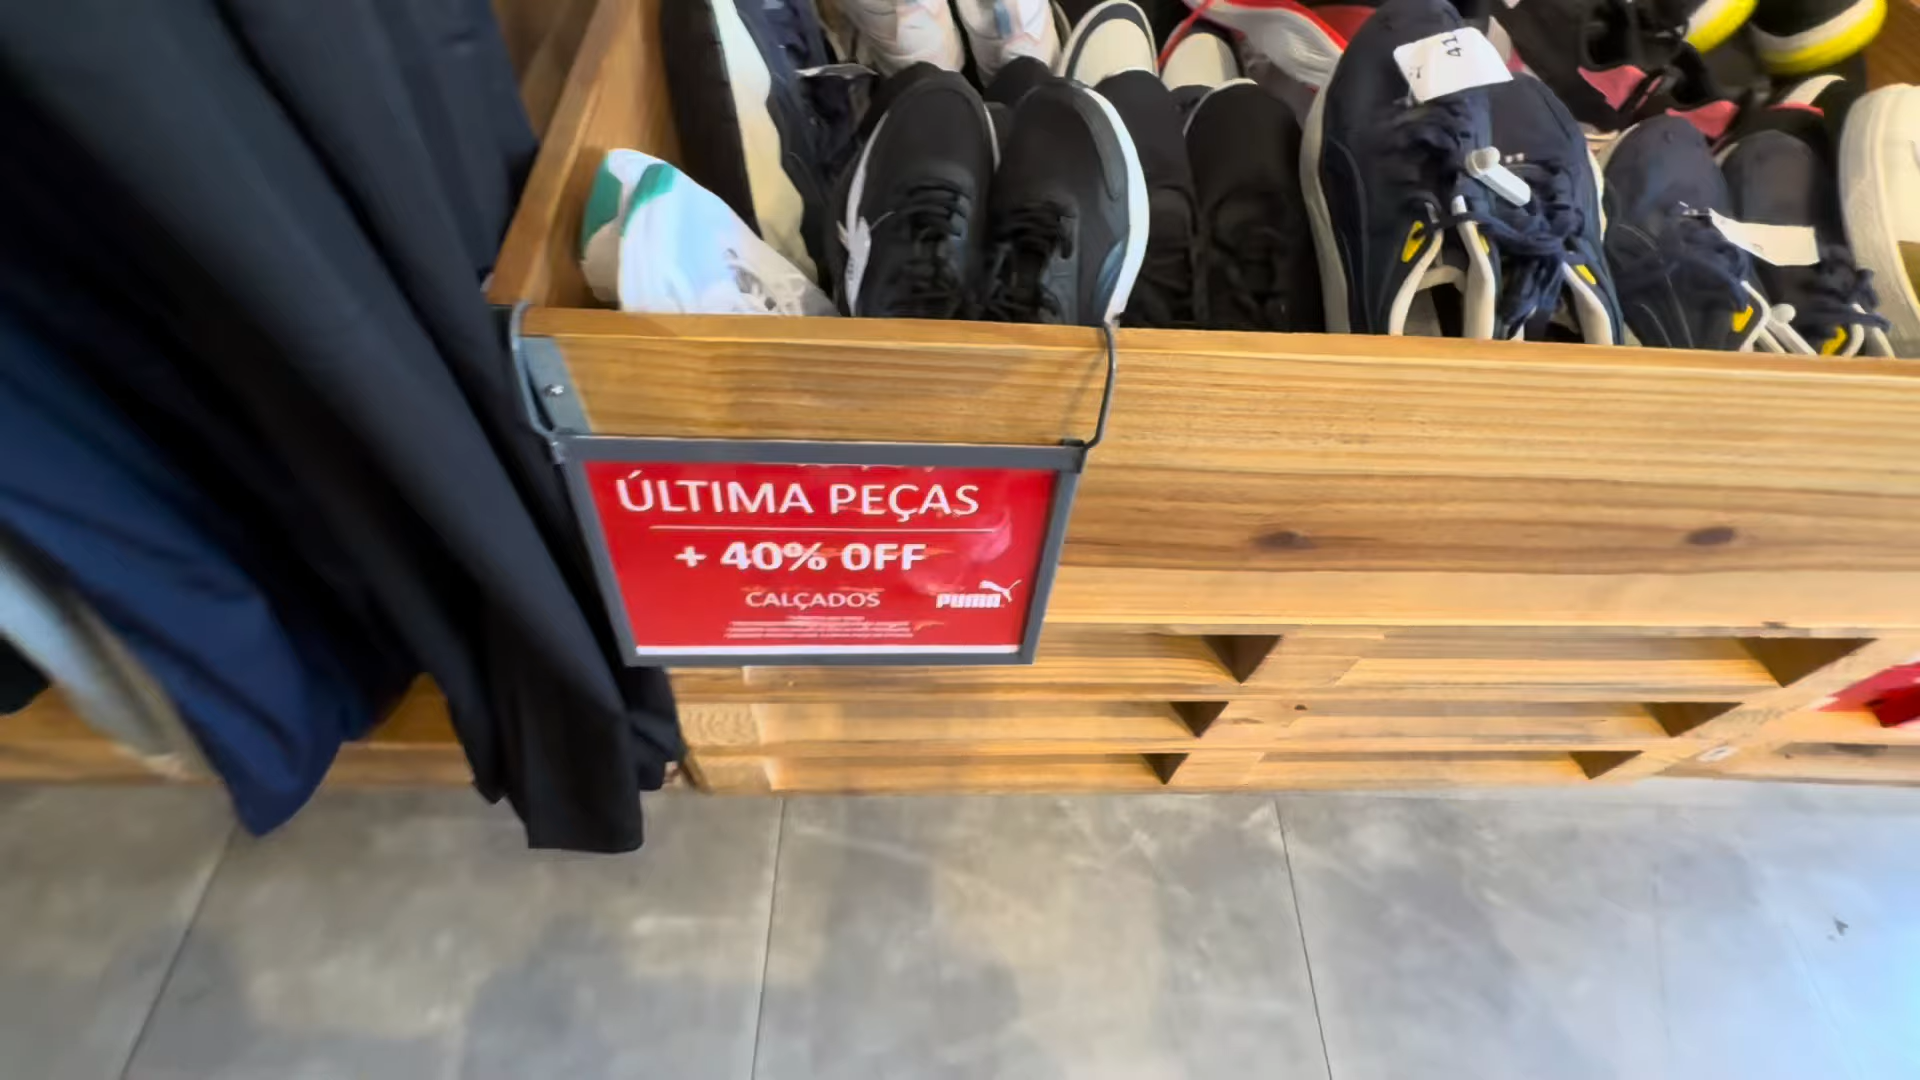 41
ÚLTIMA PEÇAS
+ 40% OFF
CALÇADOS
PUMA